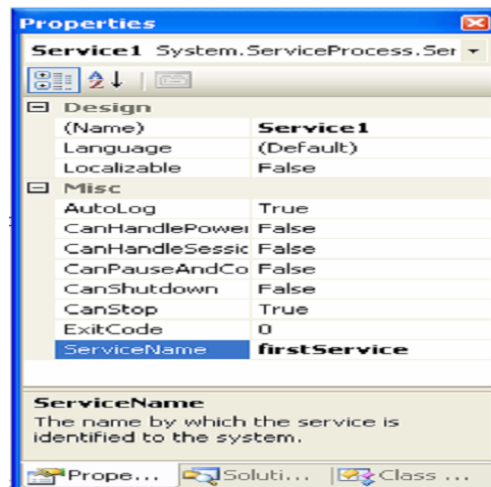 Properties
Service1 System.ServiceProcess.Ser
Design
(Name) Service1
Language (Default)
Localizable False
Misc
AutoLog True
CanHandlePower False
CanHandleSessic False
CanPauseAndCo False
CanShutdown False
CanStop True
ExitCode 0
ServiceName firstService
ServiceName
The name by which the service is
identified to the system.
Prope... Soluti... Class ...